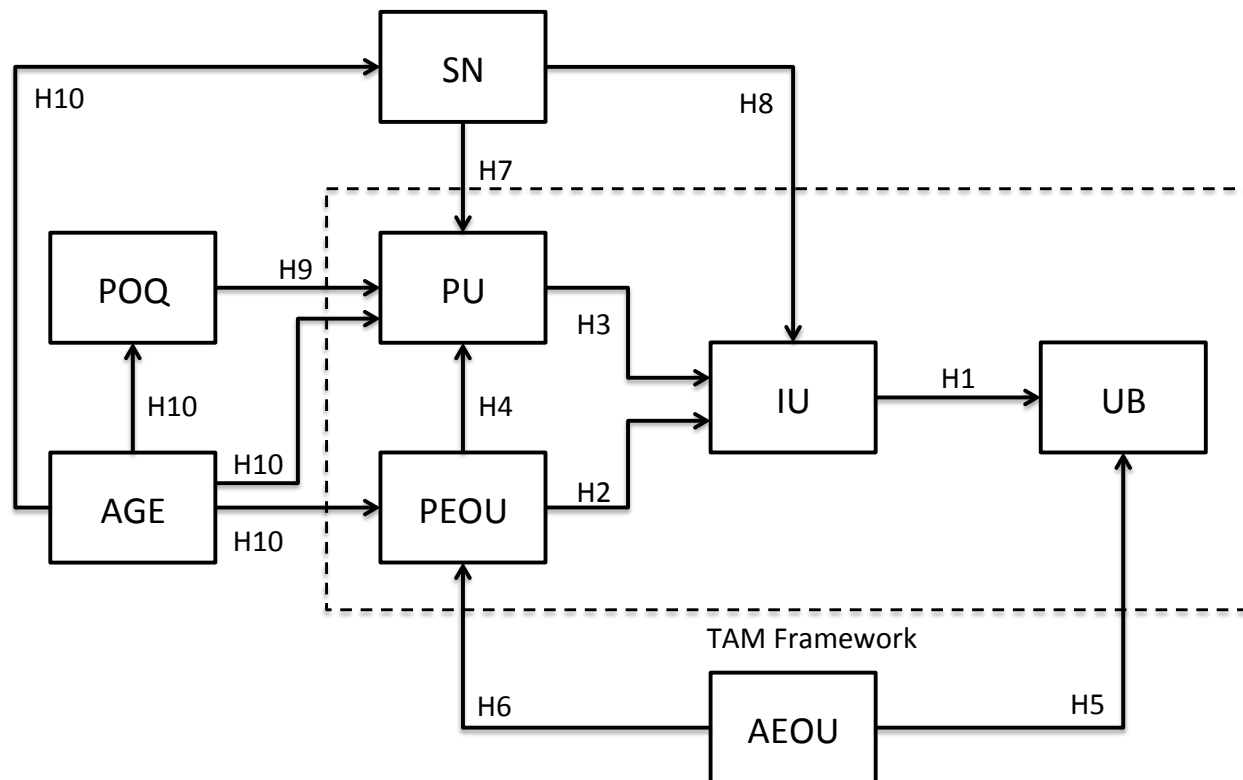 SN
H10
H8
H7
POQ
H9
PU
H3
IU
H1
UB
H10
H4
H10
AGE
H10
PEOU
H2
TAM Framework
H6
AEOU
H5